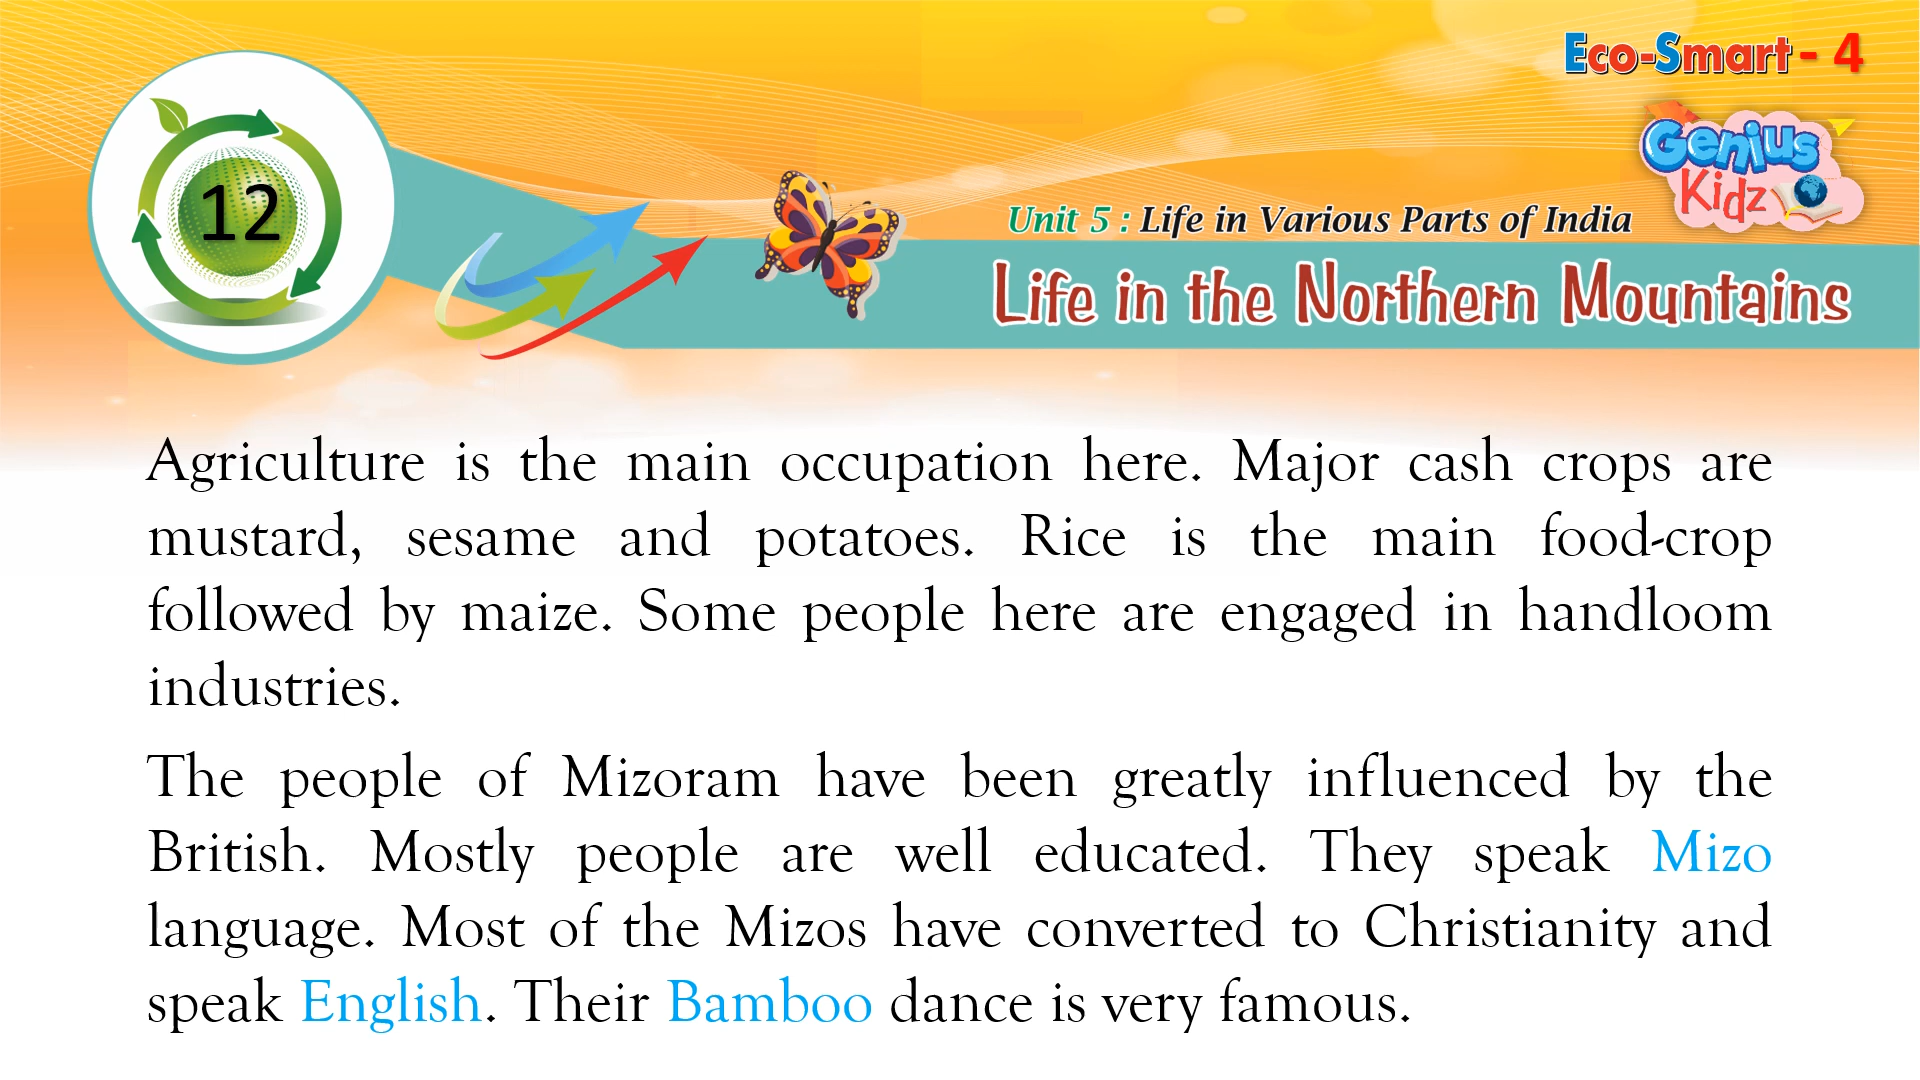 Eco-Smart - 4
Genius
Kidz
12
Unit 5 : Life in Various Parts of India
Life in the Northern Mountains
Agriculture is the main occupation here. Major cash crops are
mustard, sesame and potatoes. Rice is the main food-crop
followed by maize. Some people here are engaged in handloom
industries.
The people of Mizoram have been greatly influenced by the
British. Mostly people are well educated. They speak Mizo
language. Most of the Mizos have converted to Christianity and
speak English. Their Bamboo dance is very famous.